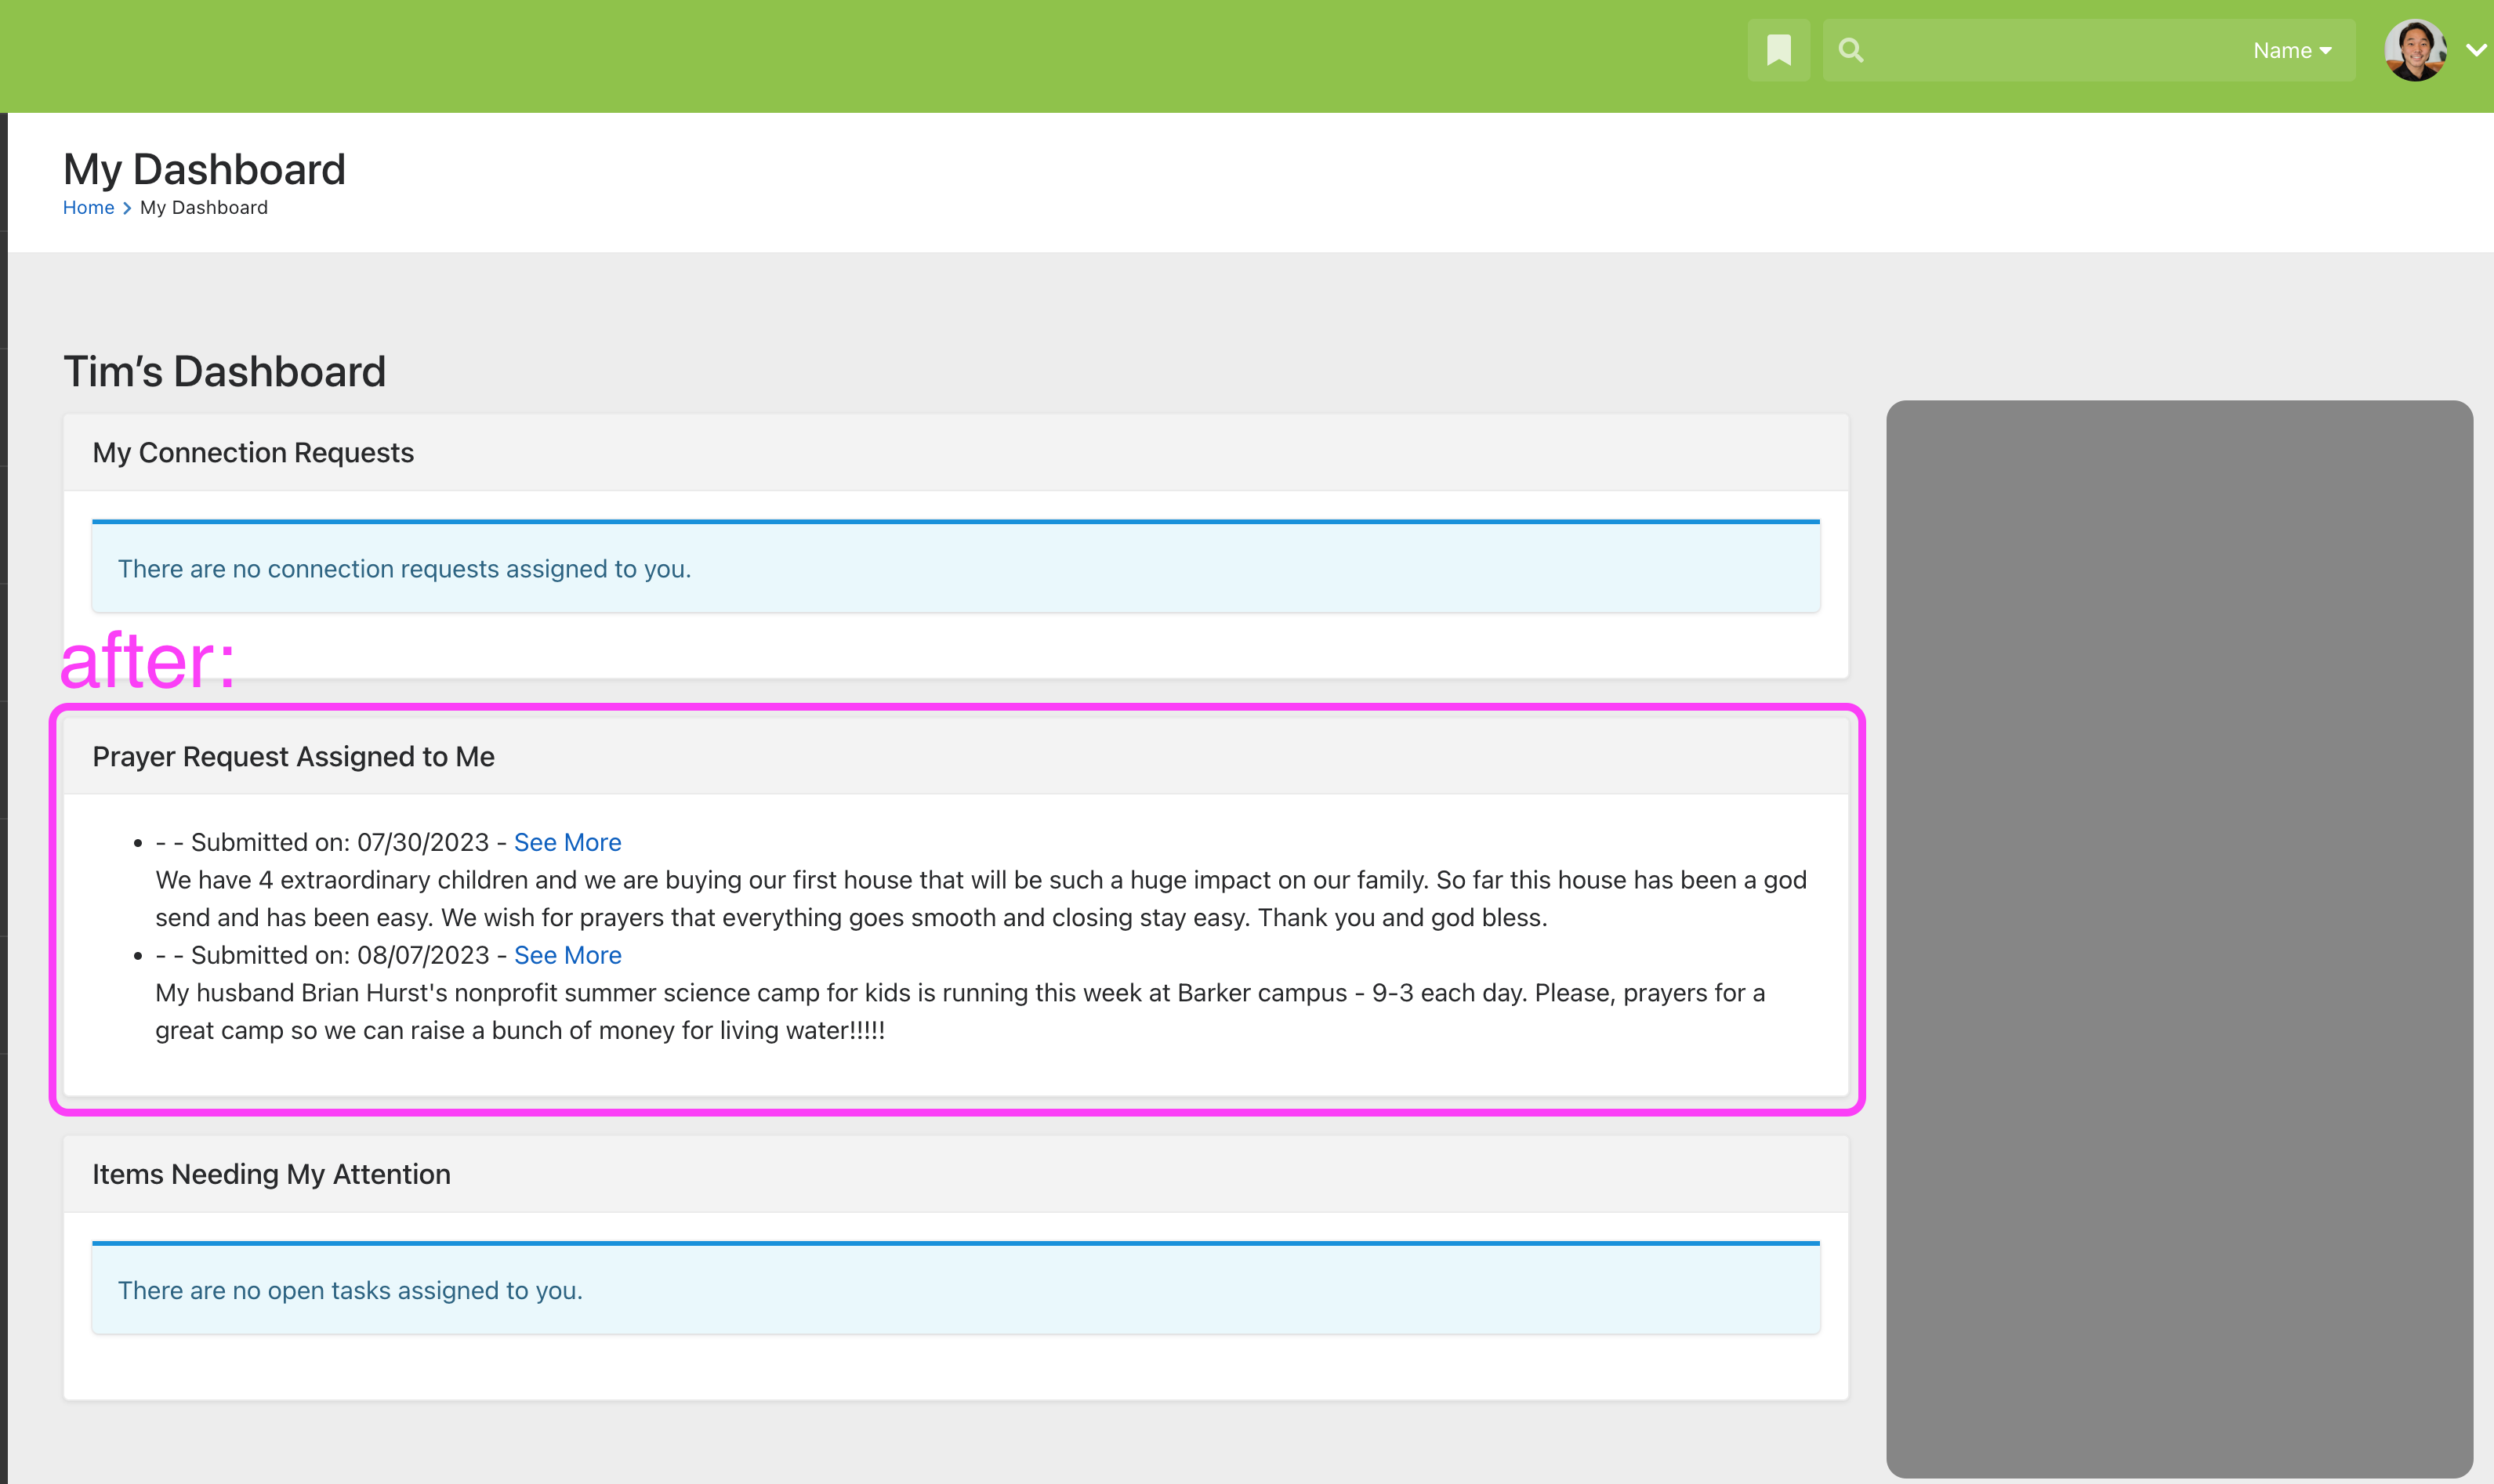 Name
My Dashboard
Home > My Dashboard
Tim’s Dashboard
My Connection Requests
There are no connection requests assigned to you.
after:
Prayer Request Assigned to Me
• - - Submitted on: 07/30/2023 - See More
We have 4 extraordinary children and we are buying our first house that will be such a huge impact on our family. So far this house has been a god
send and has been easy. We wish for prayers that everything goes smooth and closing stay easy. Thank you and god bless.
• - - Submitted on: 08/07/2023 - See More
My husband Brian Hurst's nonprofit summer science camp for kids is running this week at Barker campus - 9-3 each day. Please, prayers for a
great camp so we can raise a bunch of money for living water!!!!!
Items Needing My Attention
There are no open tasks assigned to you.